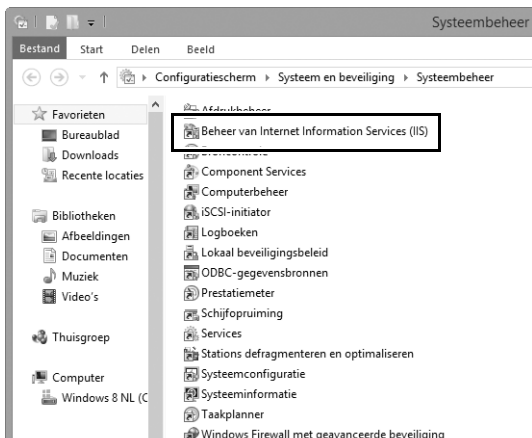 Systeembeheer
Bestand Start Delen Beeld
Configuratiescherm Systeem en beveiliging Systeembeheer
Favorieten
Bureaublad
Downloads
Recente locaties
Bibliotheken
Afbeeldingen
Documenten
Muziek
Video's
Thuisgroep
Computer
Windows 8 NL (C
Afdrukbeheer
Beheer van Internet Information Services (IIS)
Component Services
Computerbeheer
iSCSI-initiator
Logboeken
Lokaal beveiligingsbeleid
ODBC-gegevensbronnen
Prestatiemeter
Schijfopruiming
Services
Stations defragmenteren en optimaliseren
Systeemconfiguratie
Systeeminformatie
Taakplanner
Windows Firewall met geavanceerde beveiliging